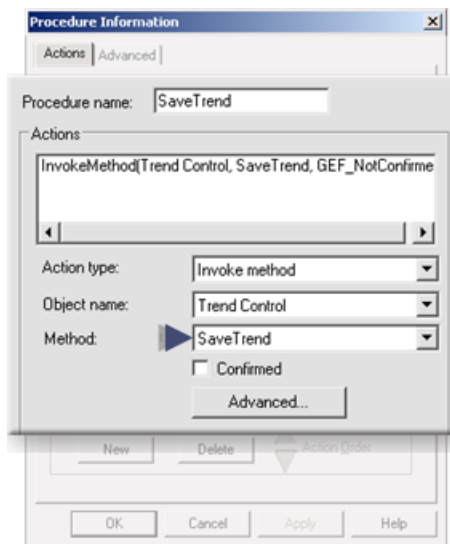 Procedure Information
Actions Advanced
Procedure name: SaveTrend
Actions
InvokeMethod(Trend Control, SaveTrend, GEF_NotConfirme
Action type: Invoke method
Object name: Trend Control
Method: SaveTrend
Confirmed
Advanced...
New Delete Action Order
OK Cancel Apply Help